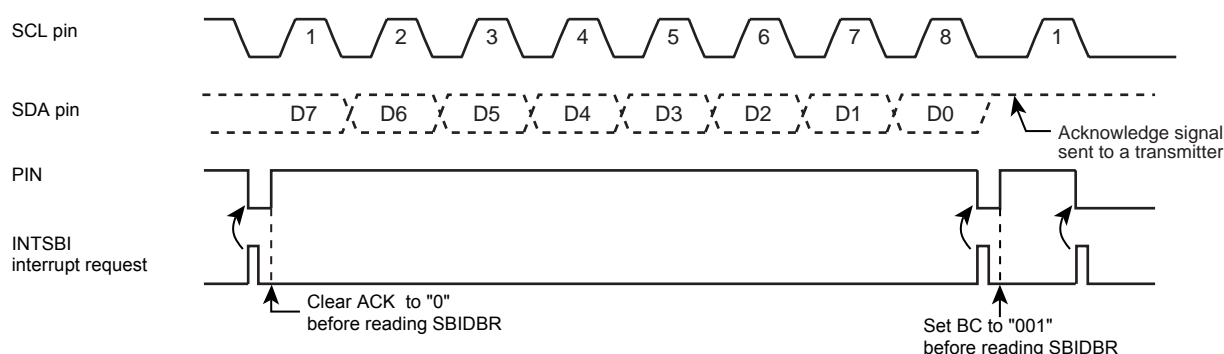 SCL pin
1 2 3 4 5 6 7 8 1
SDA pin
D7 D6 D5 D4 D3 D2 D1 D0
Acknowledge signal
sent to a transmitter
PIN
INTSBI
interrupt request
Clear ACK to "0"
before reading SBIDBR
Set BC to "001"
before reading SBIDBR